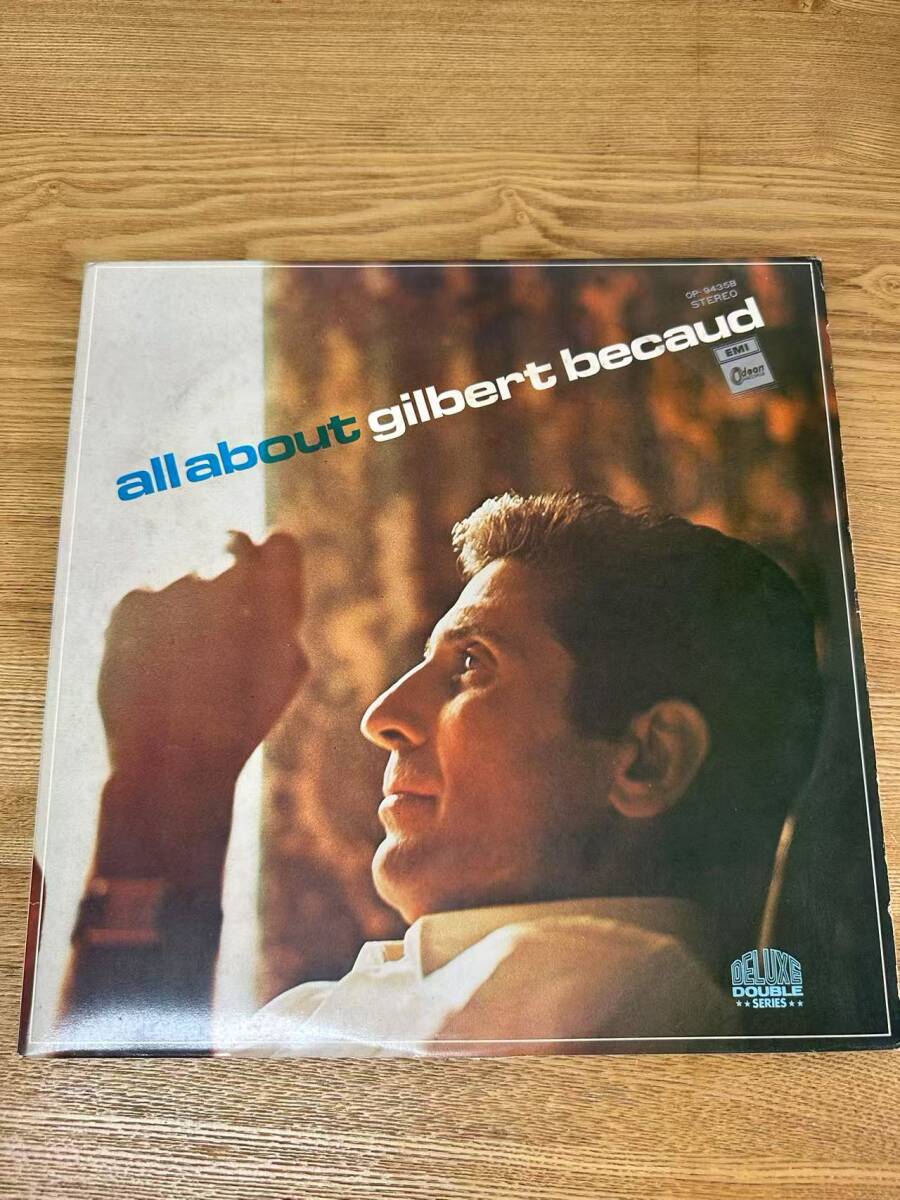 OP-9435B
STEREO
all about gilbert becaud
EMI
Odeon
DELUXE
DOUBLE
★★SERIES★★